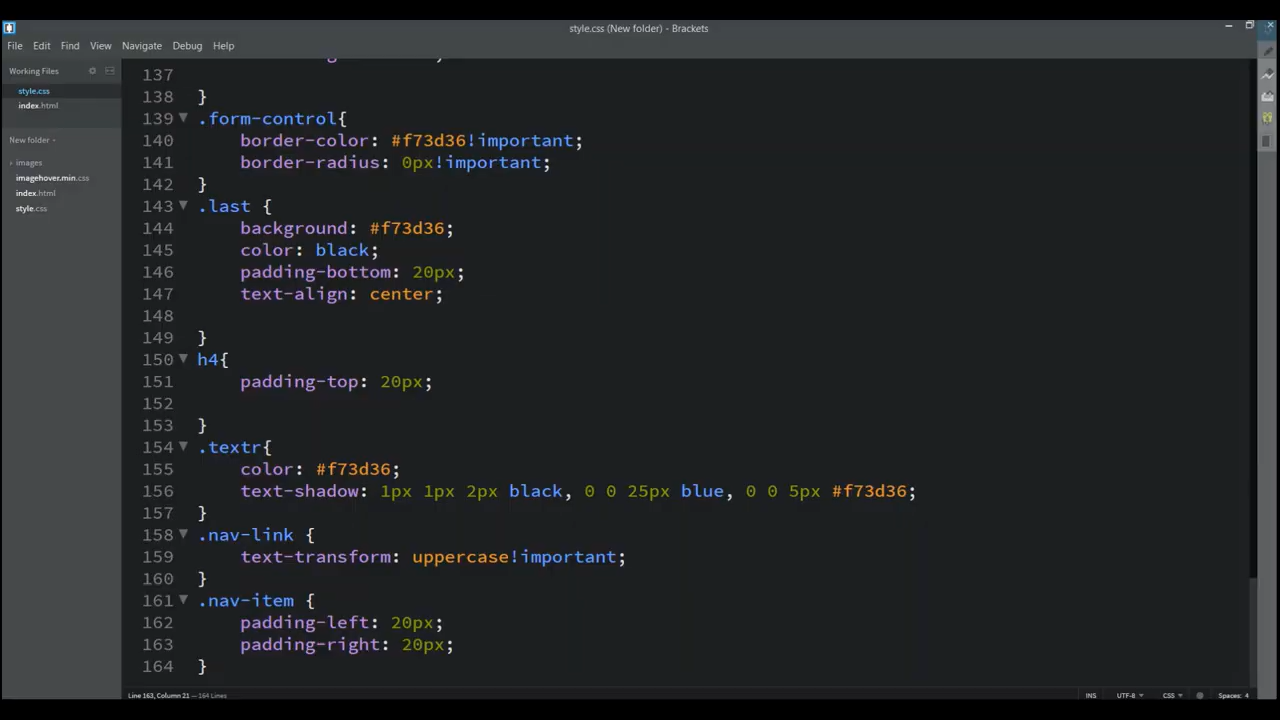 style.css (New folder) - Brackets
File Edit Find View Navigate Debug Help
Working Files
style.css
index.html
New folder
images
imagehover.min.css
index.html
style.css
137
138 }
139 .form-control{
140 border-color: #f73d36!important;
141 border-radius: 0px!important;
142 }
143 .last {
144 background: #f73d36;
145 color: black;
146 padding-bottom: 20px;
147 text-align: center;
148
149 }
150 h4{
151 padding-top: 20px;
152
153 }
154 .textr{
155 color: #f73d36;
156 text-shadow: 1px 1px 2px black, 0 0 25px blue, 0 0 5px #f73d36;
157 }
158 .nav-link {
159 text-transform: uppercase!important;
160 }
161 .nav-item {
162 padding-left: 20px;
163 padding-right: 20px;
164 }
Line 163, Column 21 — 164 Lines
INS UTF-8 CSS Spaces: 4